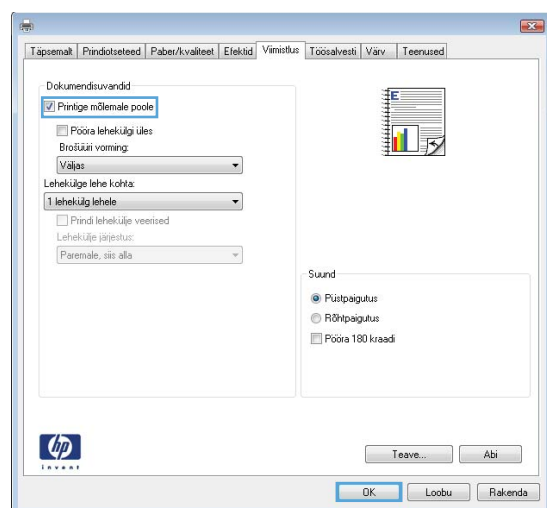 Täpsemalt Prindiotseteed Paber/kvaliteet Efektid Viimistlus Töösalvesti Värv Teenused
Dokumendisuvandid
Printige mõlemale poole
Pööra lehekülgi üles
Brošüüri vorming:
Väljas
Lehekülge lehe kohta:
1 lehekülg lehele
Prindi lehekülje veerised
Lehekülje järjestus:
Paremale, siis alla
E
Suund
Püstpaigutus
Rõhtpaigutus
Pööra 180 kraadi
hp
invent
Teave... Abi
OK Loobu Rakenda